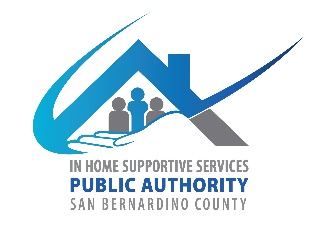 IN HOME SUPPORTIVE SERVICES
PUBLIC AUTHORITY
SAN BERNARDINO COUNTY